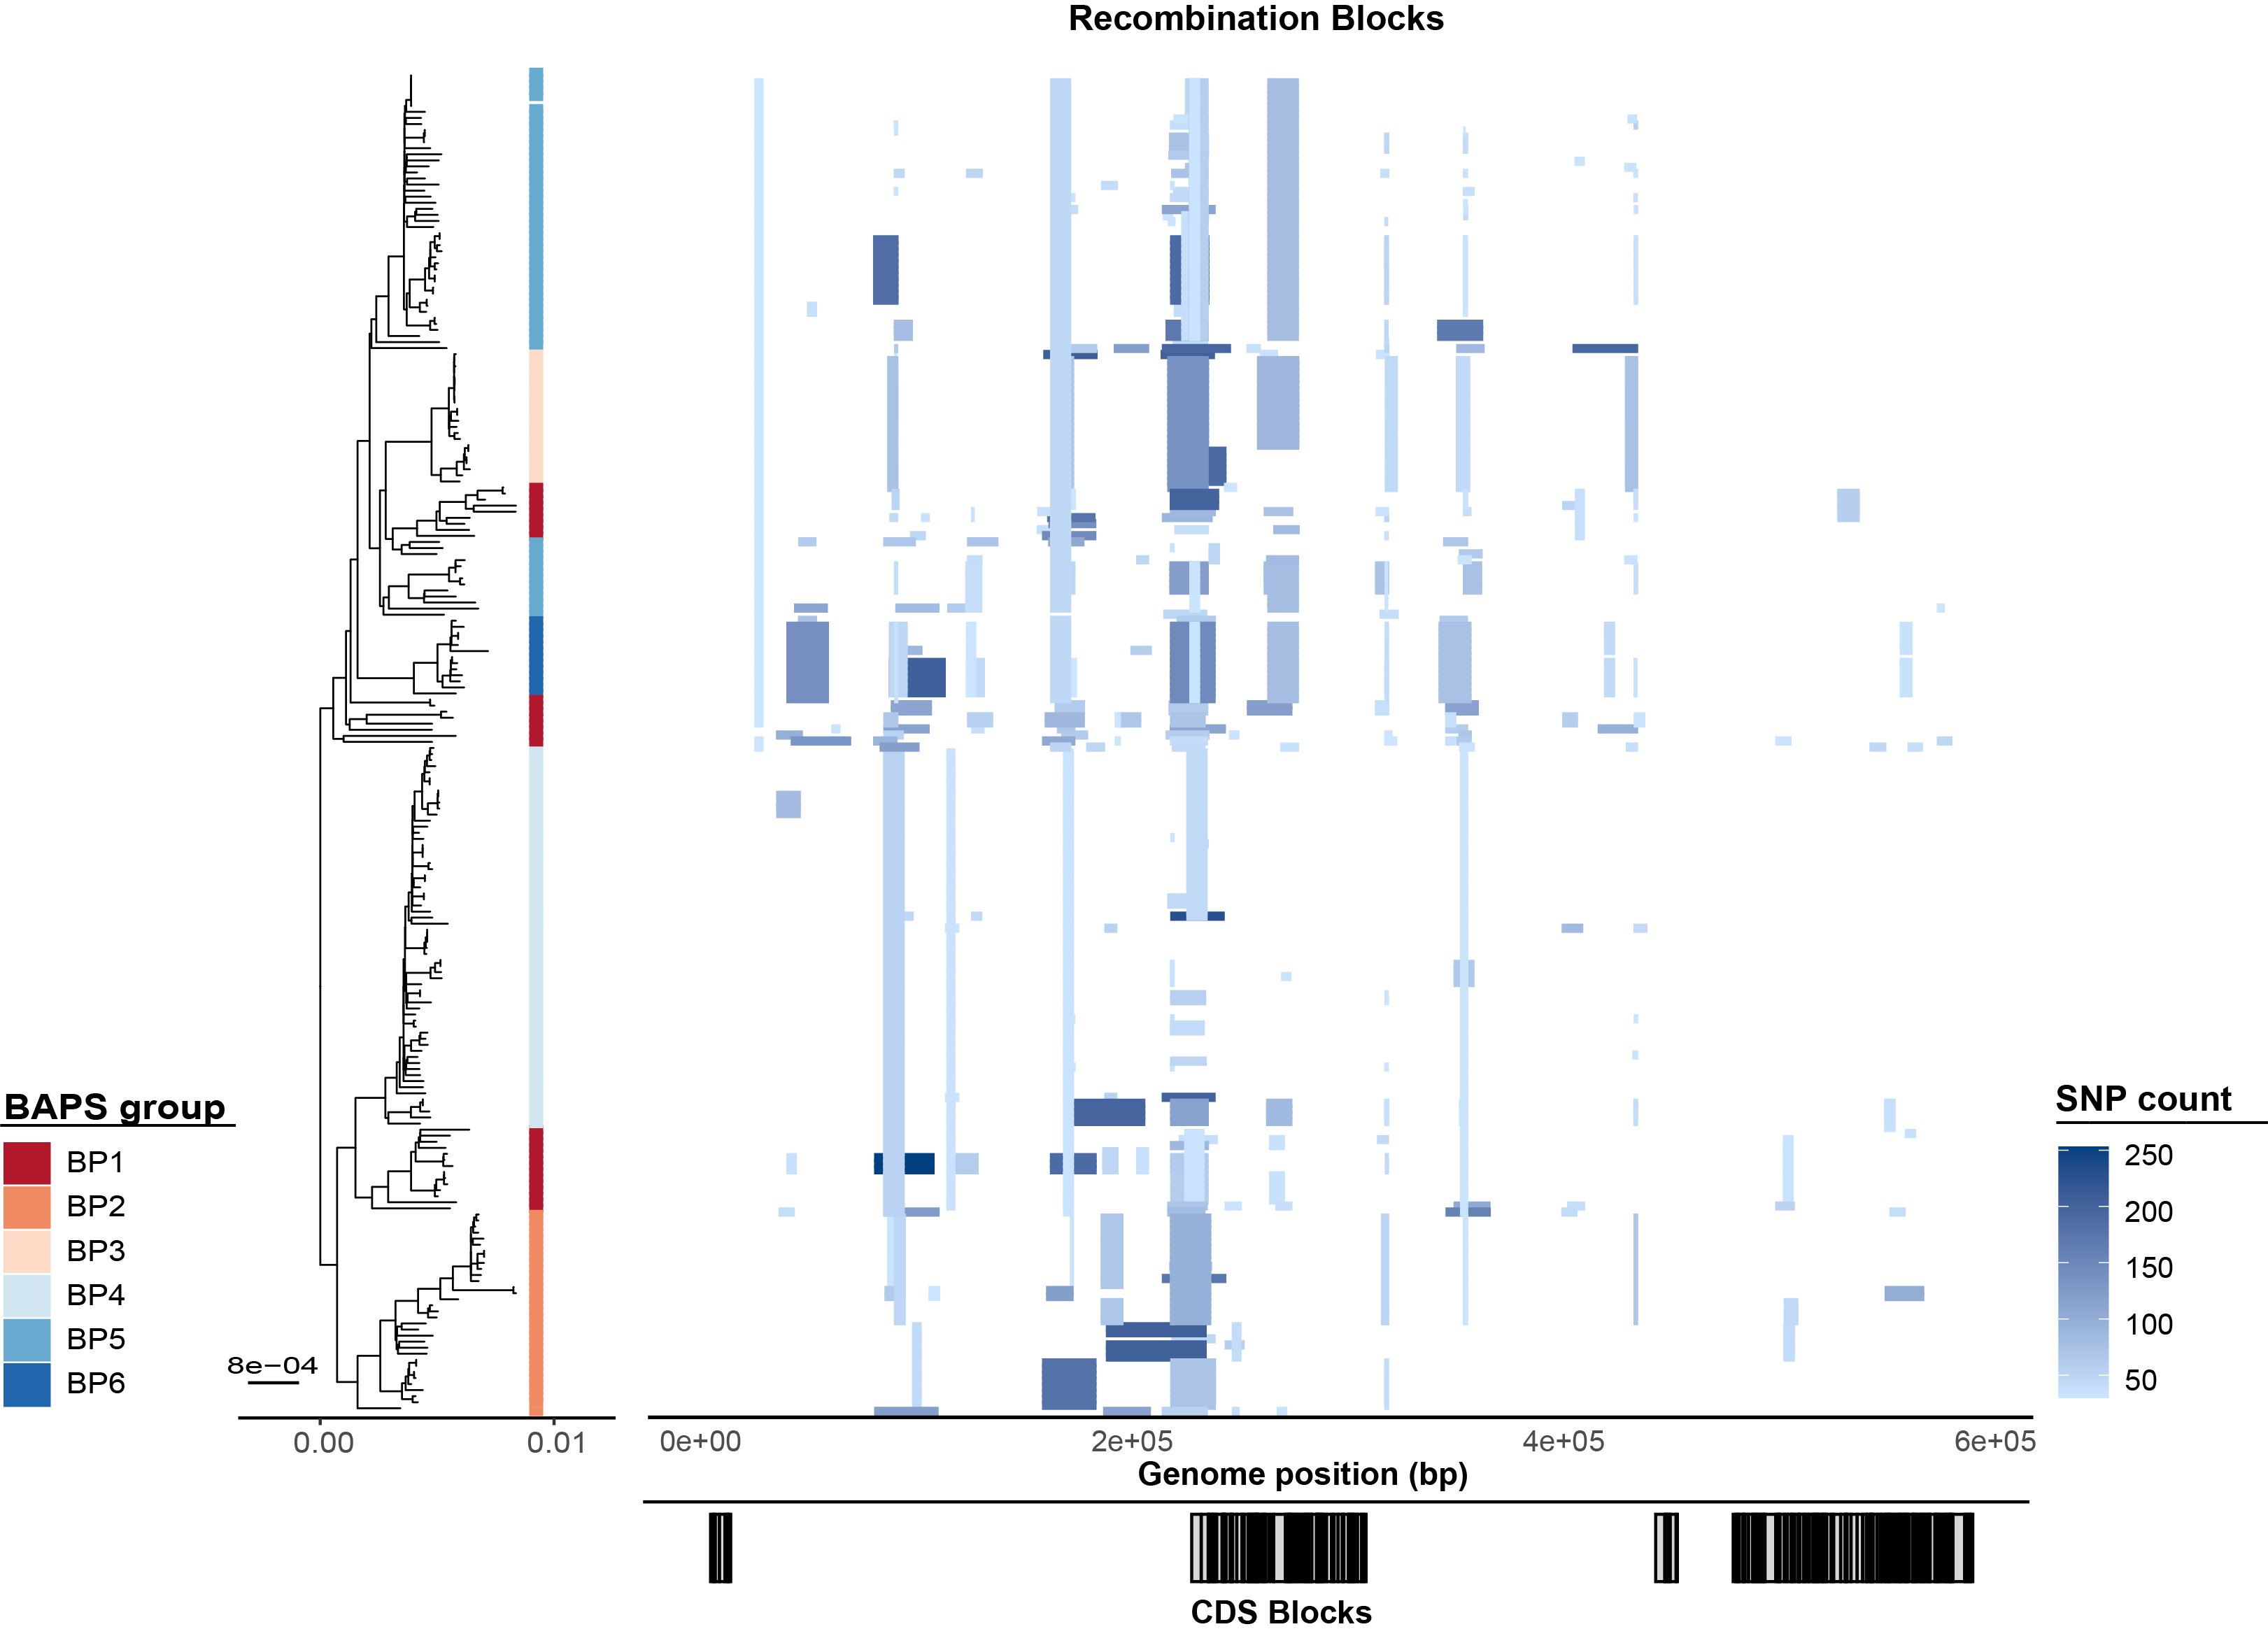 Recombination Blocks
BAPS group
BP1
BP2
BP3
BP4
BP5
BP6
8e−04
0.00
0.01
0e+00
2e+05
4e+05
6e+05
Genome position (bp)
CDS Blocks
SNP count
250
200
150
100
50